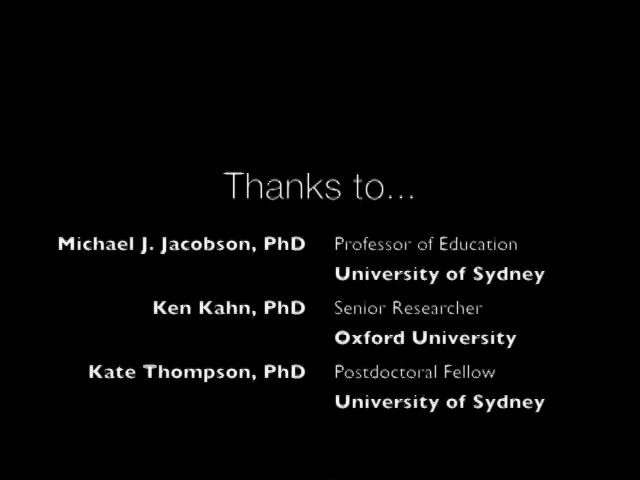 Thanks to...
Michael J. Jacobson, PhD Professor of Education
University of Sydney
Ken Kahn, PhD Senior Researcher
Oxford University
Kate Thompson, PhD Postdoctoral Fellow
University of Sydney